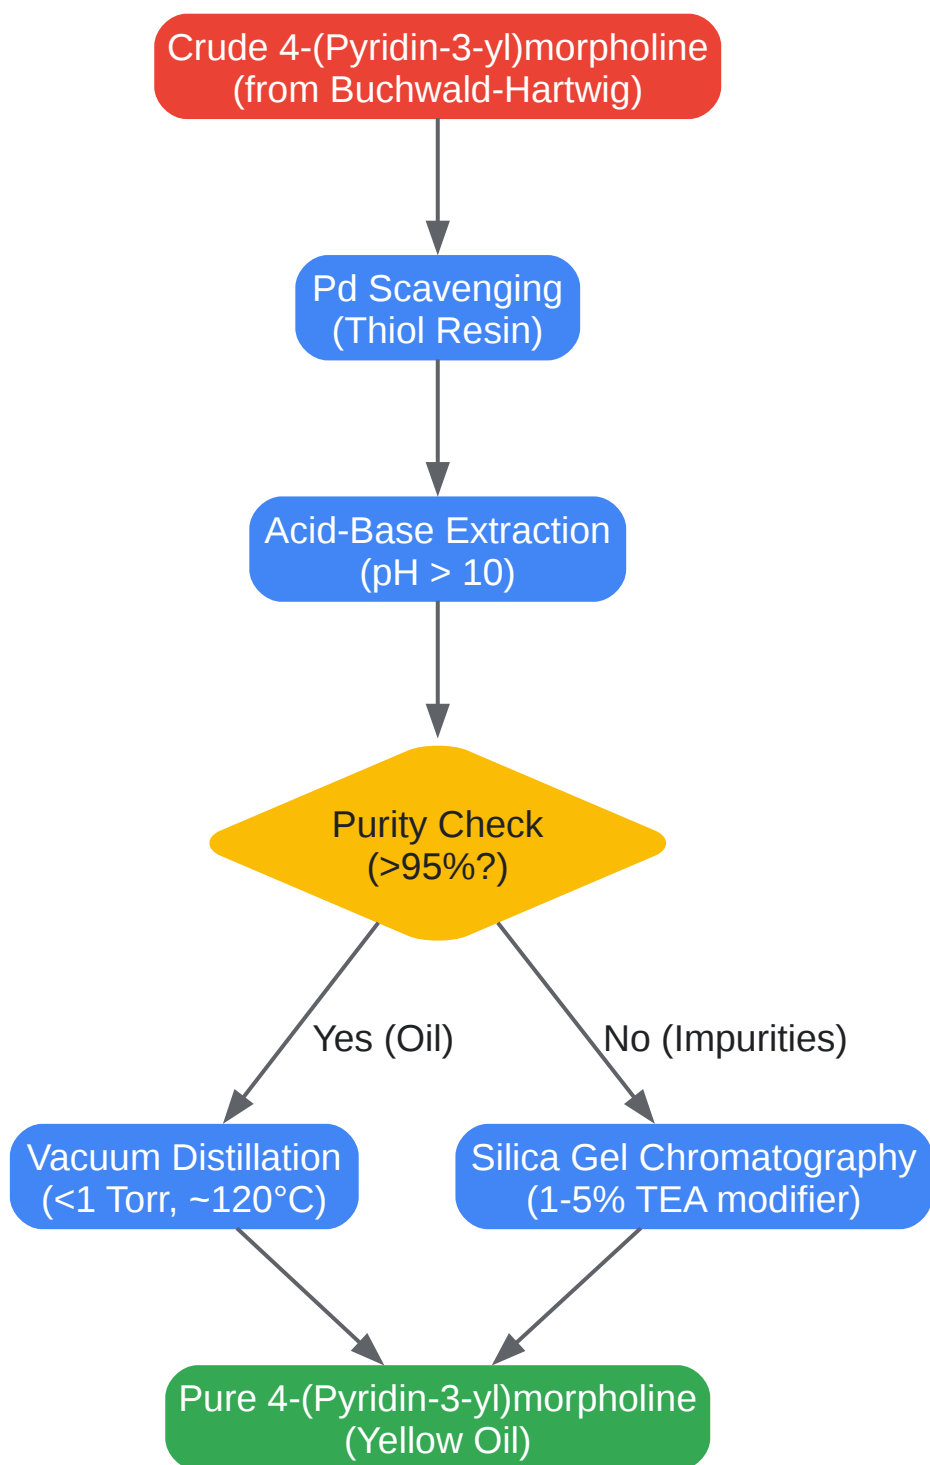 Crude 4-(Pyridin-3-yl)morpholine
(from Buchwald-Hartwig)
Pd Scavenging
(Thiol Resin)
Acid-Base Extraction
(pH > 10)
Purity Check
(>95%?)
Yes (Oil)
No (Impurities)
Vacuum Distillation
(<1 Torr, ~120°C)
Silica Gel Chromatography
(1-5% TEA modifier)
Pure 4-(Pyridin-3-yl)morpholine
(Yellow Oil)